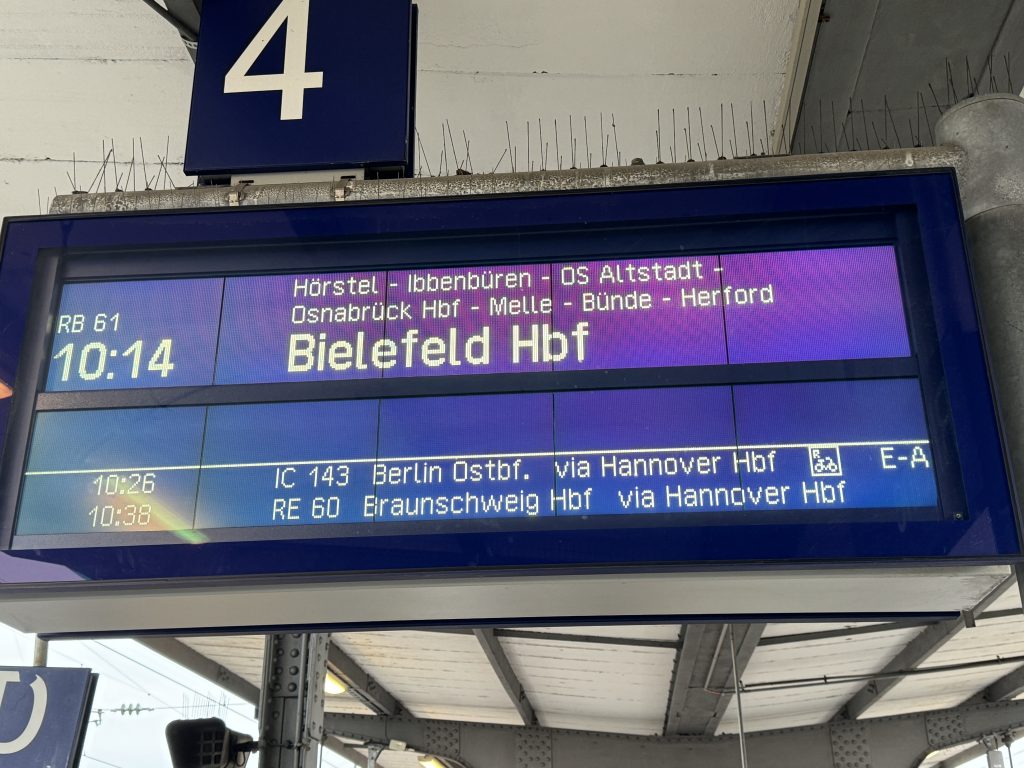 4
Hörstel - Ibbenbüren - OS Altstadt -
RB 61 Osnabrück Hbf - Melle - Bünde - Herford
10:14 Bielefeld Hbf
10:26 IC 143 Berlin Ostbf. via Hannover Hbf E-A
10:38 RE 60 Braunschweig Hbf via Hannover Hbf